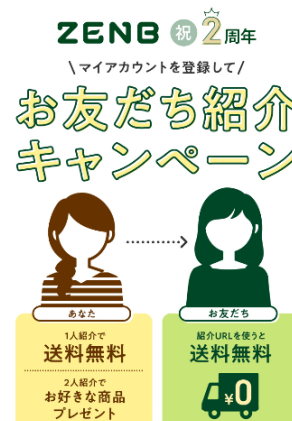 ZENB 祝 2周年
\ マイアカウントを登録して /
お友だち紹介
キャンペーン
あなた
1人紹介で
送料無料
2人紹介で
お好きな商品
プレゼント
お友だち
紹介URLを使うと
送料無料
¥0